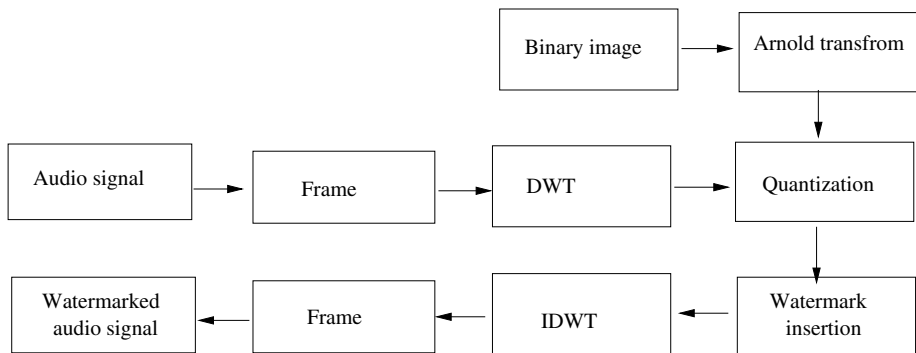 Binary image
Arnold transfrom
Audio signal
Frame
DWT
Quantization
Watermarked
audio signal
Frame
IDWT
Watermark
insertion